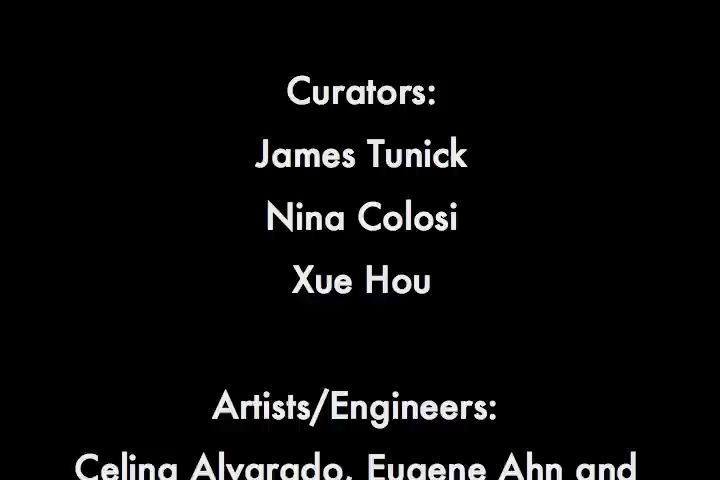 Curators:
James Tunick
Nina Colosi
Xue Hou
Artists/Engineers:
Celina Alvarado, Eugene Ahn and